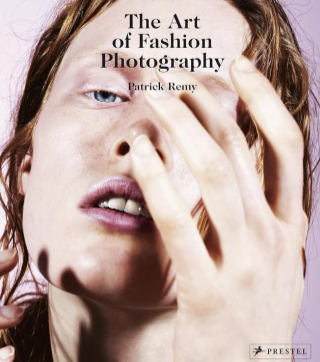 The Art
of Fashion
Photography
Patrick Remy
PRESTEL